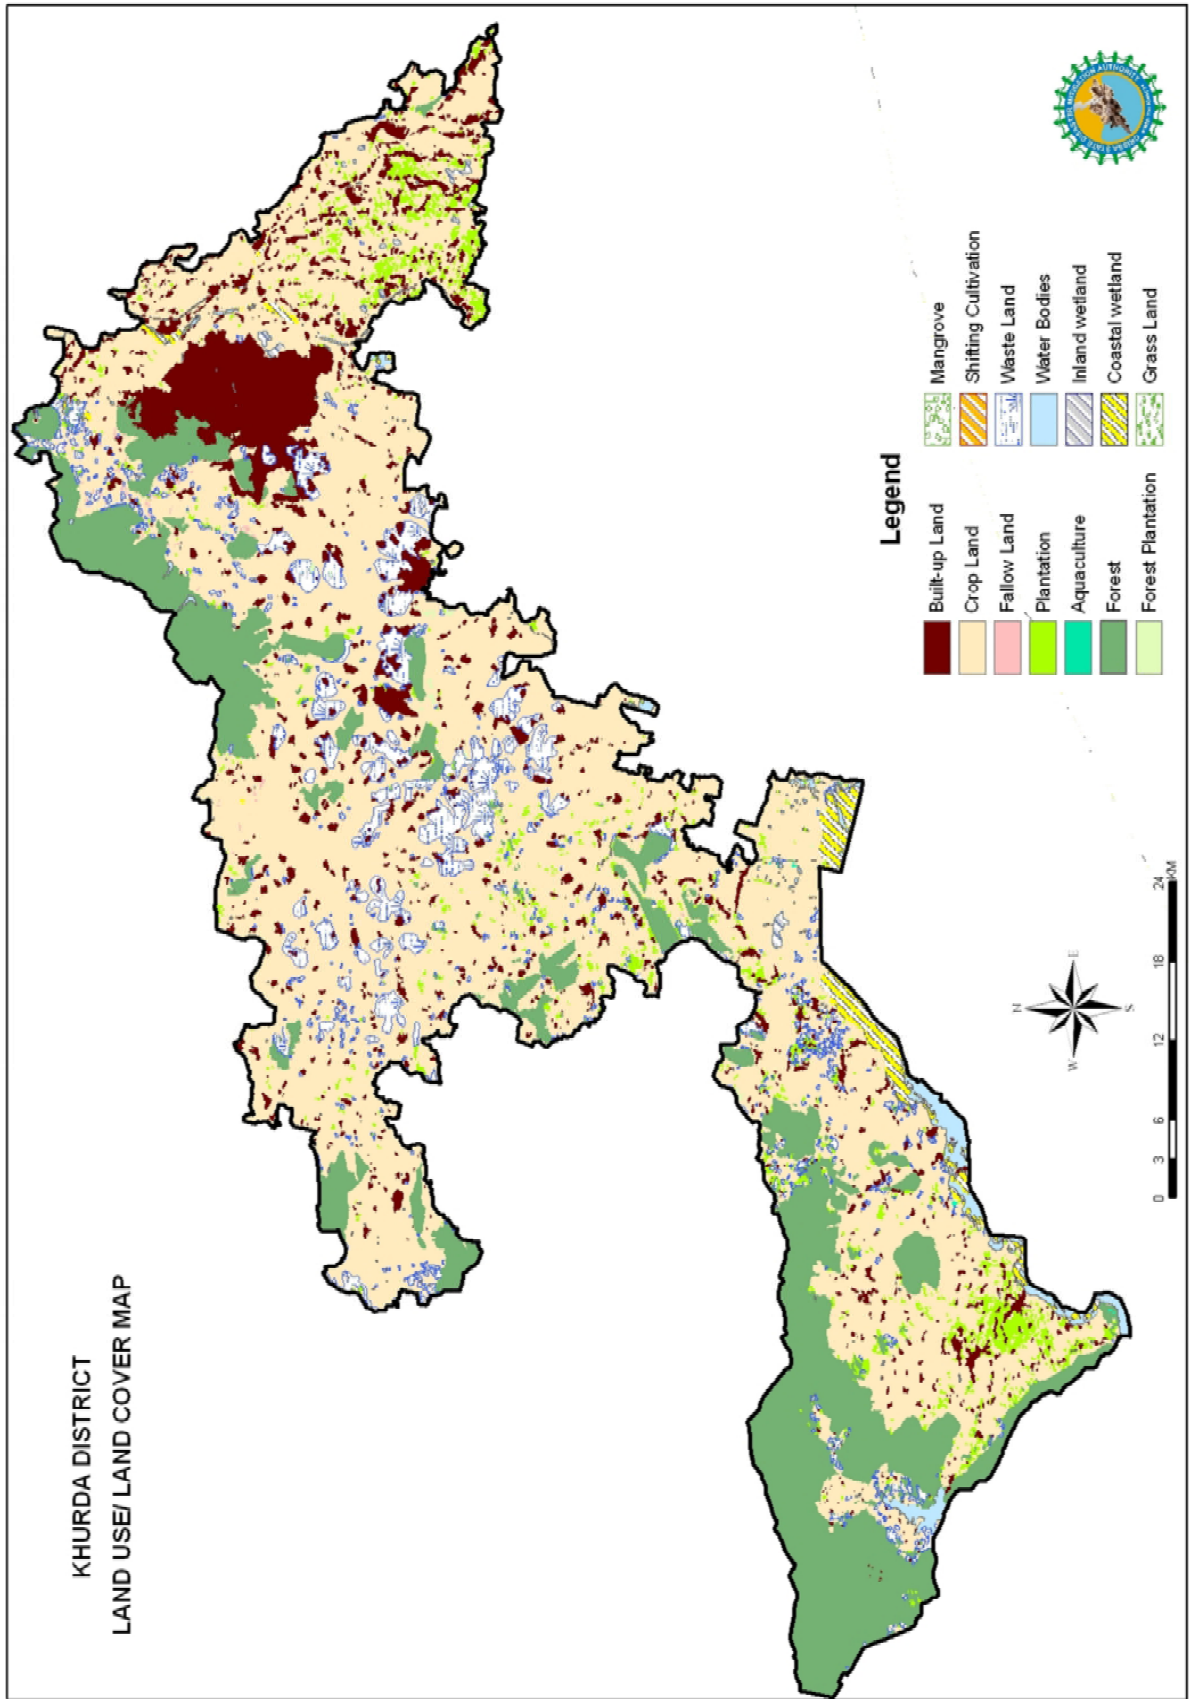 KHURDA DISTRICT
LAND USE/ LAND COVER MAP
Legend
Built-up Land
Crop Land
Fallow Land
Plantation
Aquaculture
Forest
Forest Plantation
Mangrove
Shifting Cultivation
Waste Land
Water Bodies
Inland wetland
Coastal wetland
Grass Land
N
W
E
S
0 3 6 12 18 24
KM